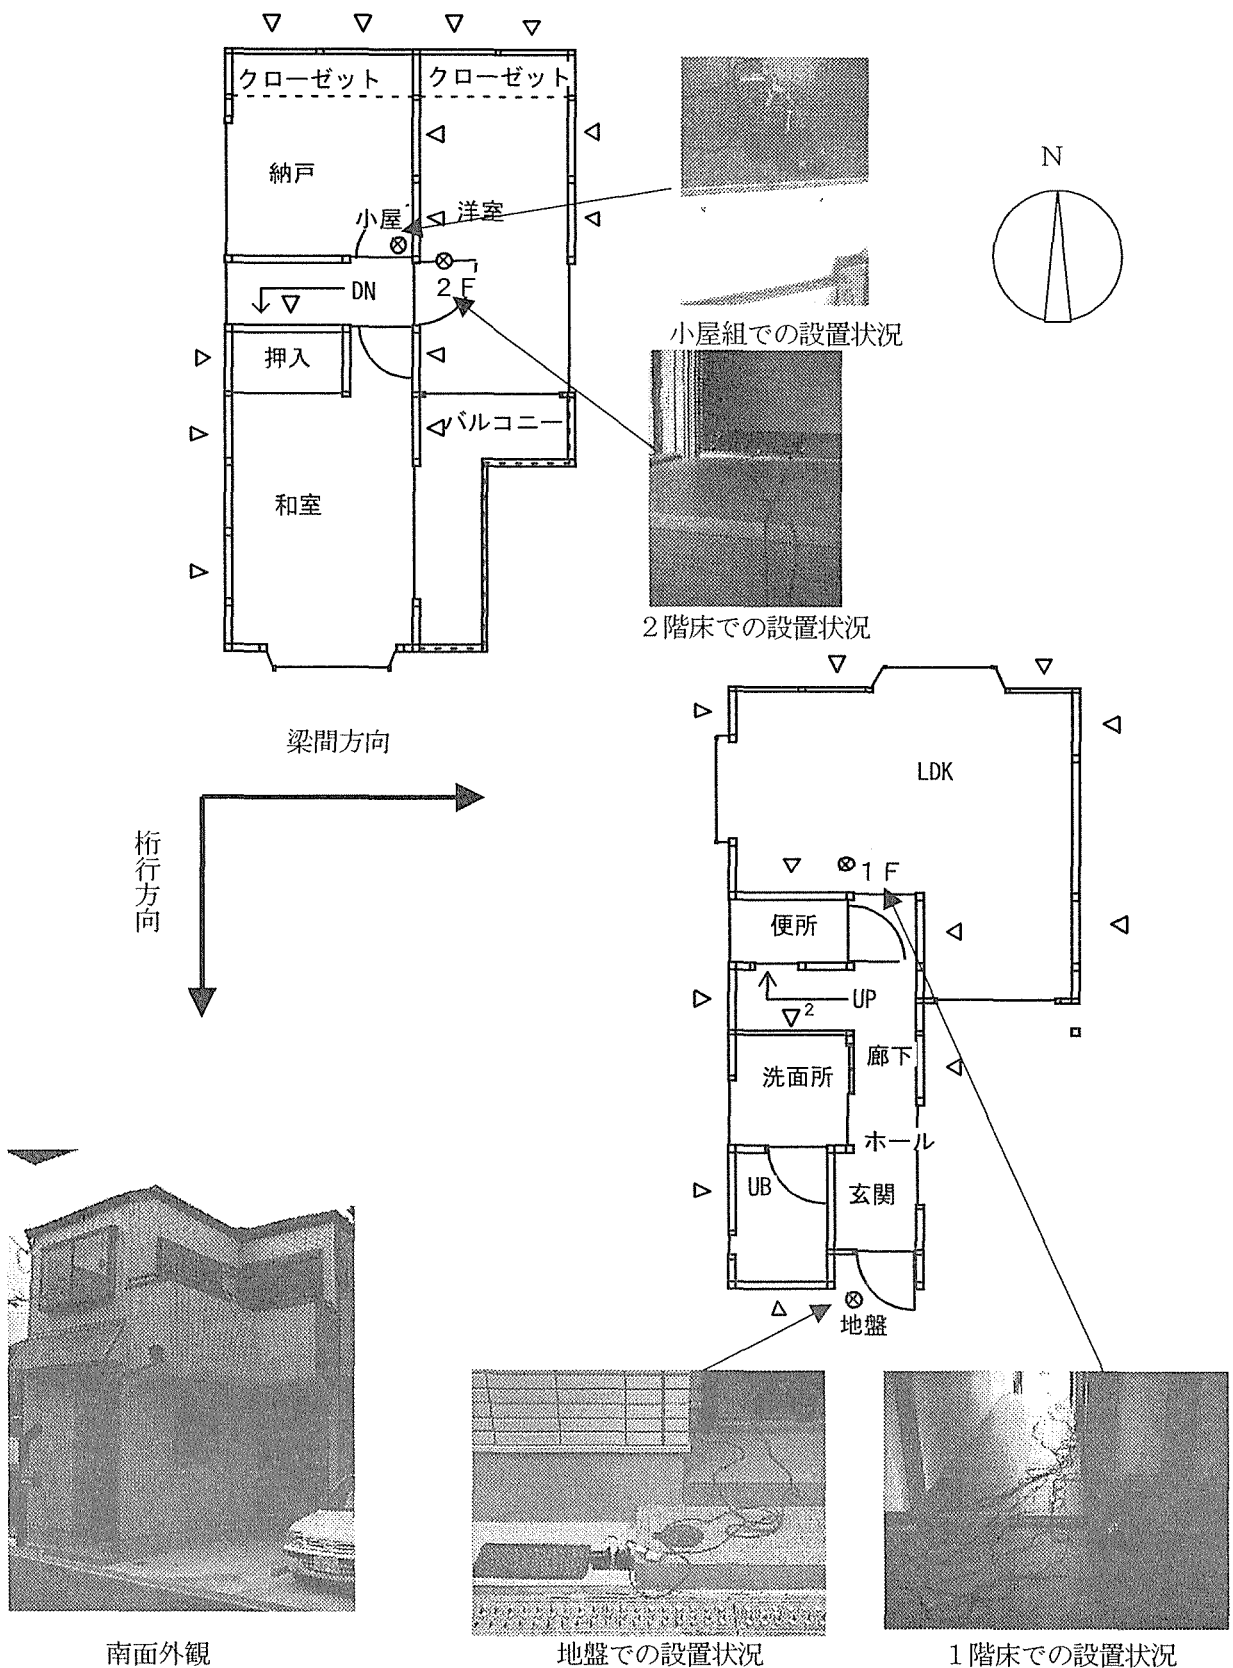 クローゼット
クローゼット
納戸
小屋
洋室
DN
2F
押入
バルコニー
和室
N
小屋組での設置状況
2階床での設置状況
梁間方向
桁行方向
LDK
1F
便所
UP
2
廊下
洗面所
ホール
UB
玄関
地盤
南面外観
地盤での設置状況
1階床での設置状況